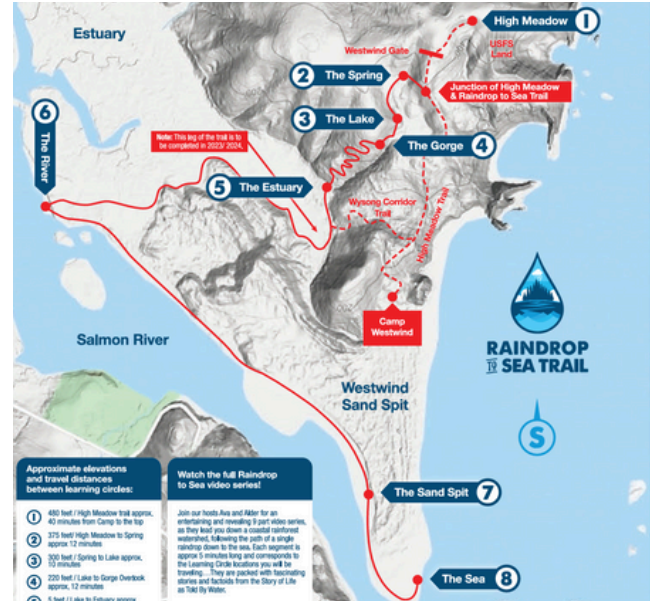 Estuary
High Meadow
1
Westwind Gate
USFS
Land
2
The Spring
Junction of High Meadow
& Raindrop to Sea Trail
6
The River
3
The Lake
Note: This leg of the trail is to
be completed in 2023/ 2024.
The Gorge
4
5
The Estuary
Wysong Corridor
Trail
High Meadow Trail
Camp
Westwind
Salmon River
RAINDROP
TO SEA TRAIL
Westwind
Sand Spit
S
The Sand Spit
7
The Sea
8
Approximate elevations
and travel distances
between learning circles:
1
480 feet / High Meadow trail approx.
40 minutes from Camp to the top
2
375 feet/ High Meadow to Spring
approx 12 minutes
3
300 feet / Spring to Lake approx.
10 minutes
4
220 feet / Lake to Gorge Overlook
approx, 12 minutes
5 feet / Lake to Estuary approx
Watch the full Raindrop
to Sea video series!
Join our hosts Ava and Alder for an
entertaining and revealing 9 part video series,
as they lead you down a coastal rainforest
watershed, following the path of a single
raindrop down to the sea. Each segment is
approx 5 minutes long and corresponds to
the Learning Circle locations you will be
traveling....They are packed with fascinating
stories and factoids from the Story of Life
as Told By Water.